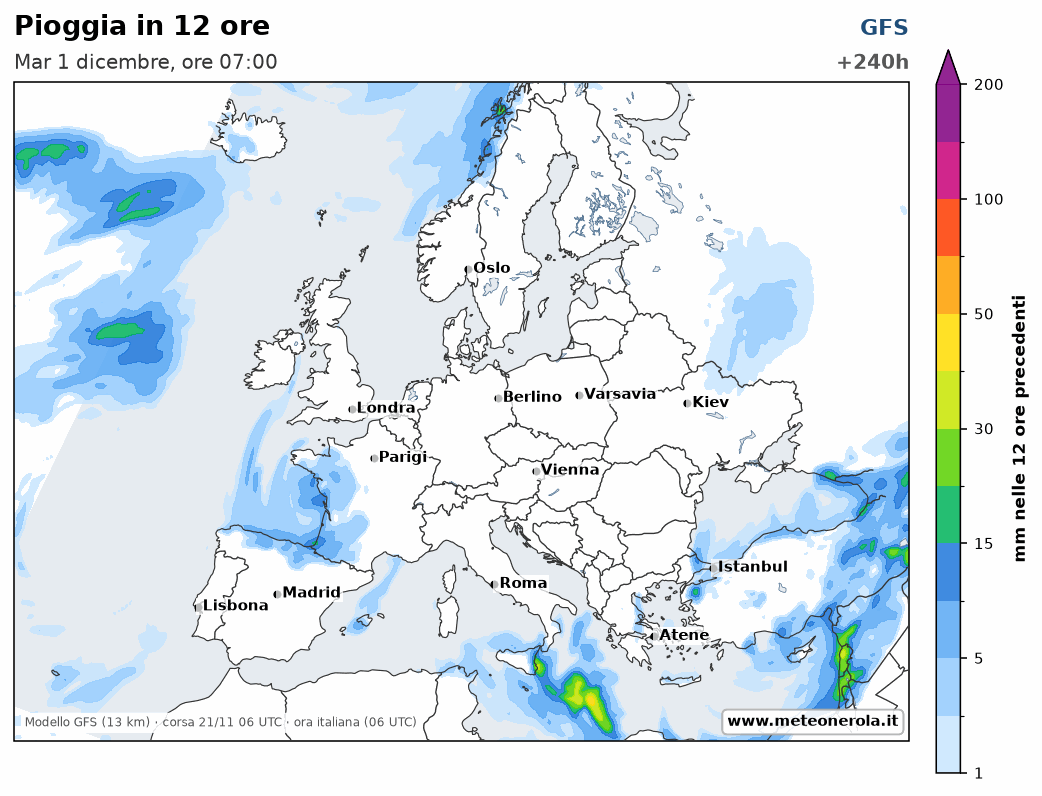 Pioggia in 12 ore
GFS
Mar 1 dicembre, ore 07:00
+240h
200
100
50
30
15
5
1
mm nelle 12 ore precedenti
Oslo
Berlino
Varsavia
Kiev
Londra
Parigi
Vienna
Istanbul
Roma
Madrid
Lisbona
Atene
Modello GFS (13 km) · corsa 21/11 06 UTC · ora italiana (06 UTC)
www.meteonerola.it